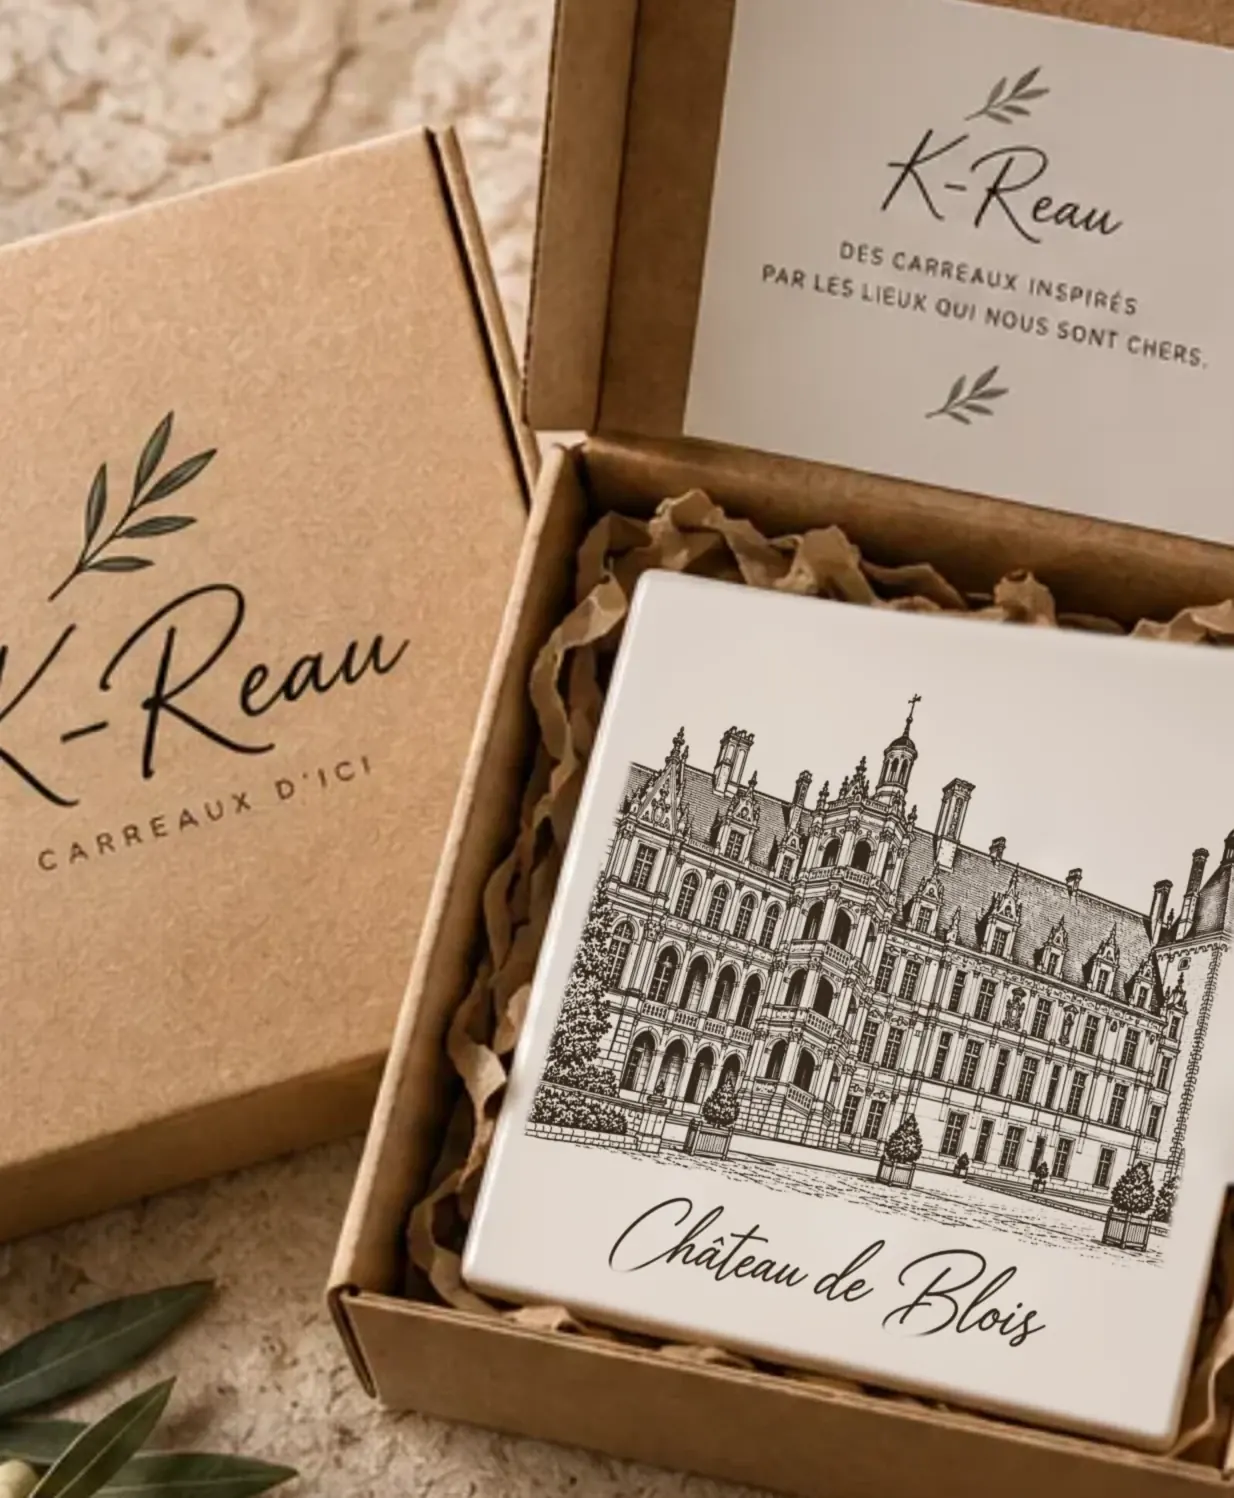 K-Reau
DES CARREAUX INSPIRÉS
PAR LES LIEUX QUI NOUS SONT CHERS.
K-Reau
CARREAUX D'ICI
Château de Blois